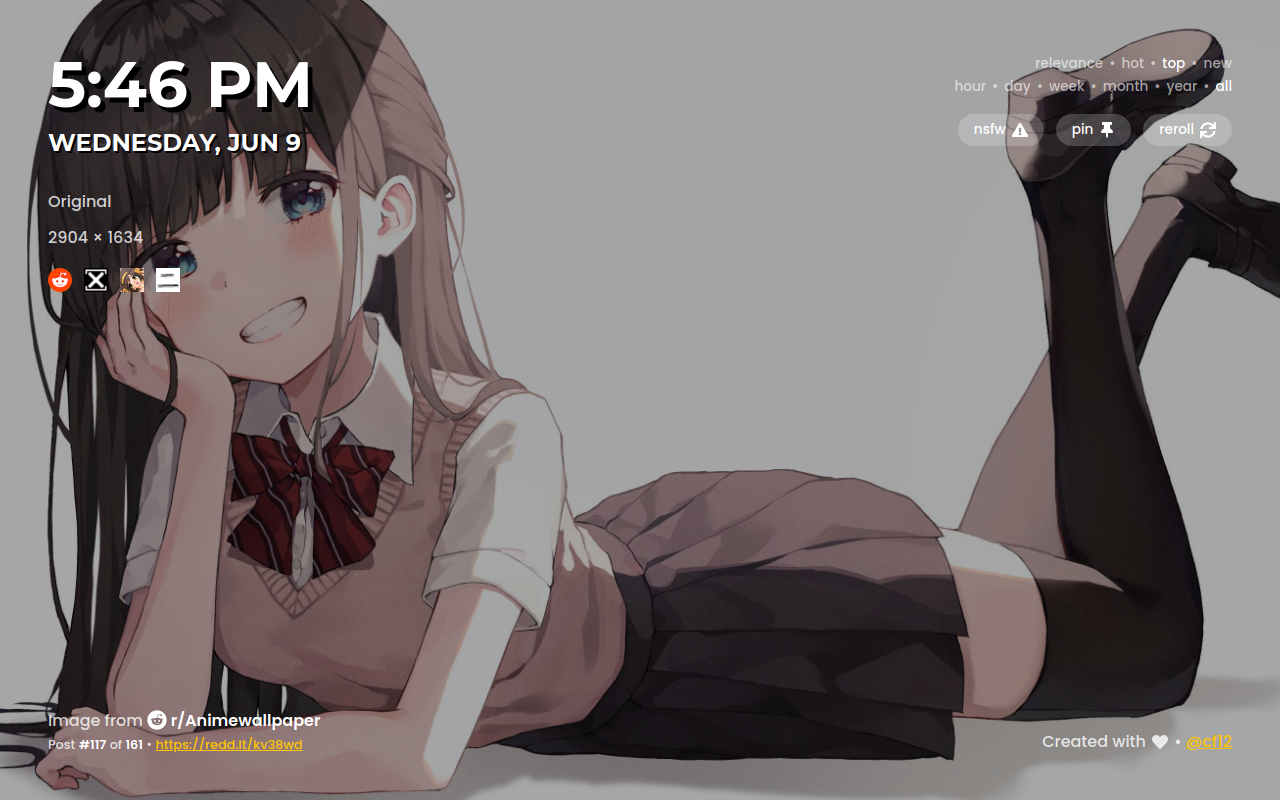 5:46 PM
WEDNESDAY, JUN 9
Original
2904 × 1634
relevance • hot • top • new
hour • day • week • month • year • all
nsfw
pin
reroll
Image from r/Animewallpaper
Post #117 of 161 • https://redd.it/kv38wd
Created with • @cf12